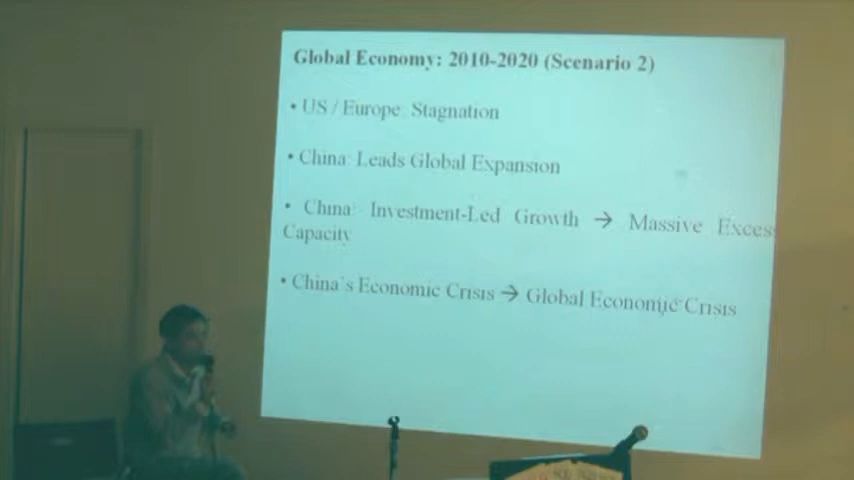 Global Economy: 2010-2020 (Scenario 2)
• US / Europe: Stagnation
• China: Leads Global Expansion
• China: Investment-Led Growth → Massive Excess
Capacity
• China's Economic Crisis → Global Economic Crisis